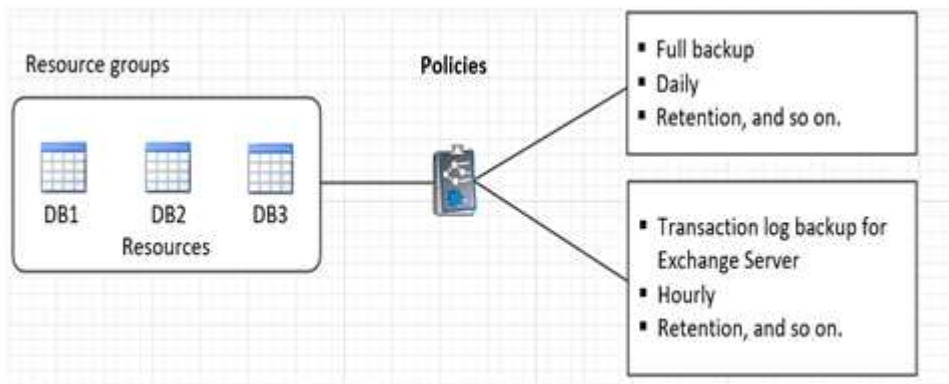 Resource groups
DB1
DB2
DB3
Resources
Policies
▪ Full backup
▪ Daily
▪ Retention, and so on.
▪ Transaction log backup for
Exchange Server
▪ Hourly
▪ Retention, and so on.